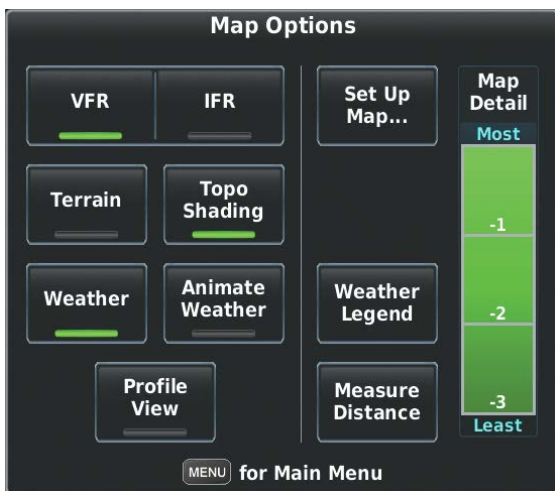 Map Options
VFR
IFR
Set Up
Map...
Map
Detail
Most
Terrain
Topo
Shading
-1
Weather
Animate
Weather
Weather
Legend
-2
Profile
View
Measure
Distance
-3
Least
MENU for Main Menu